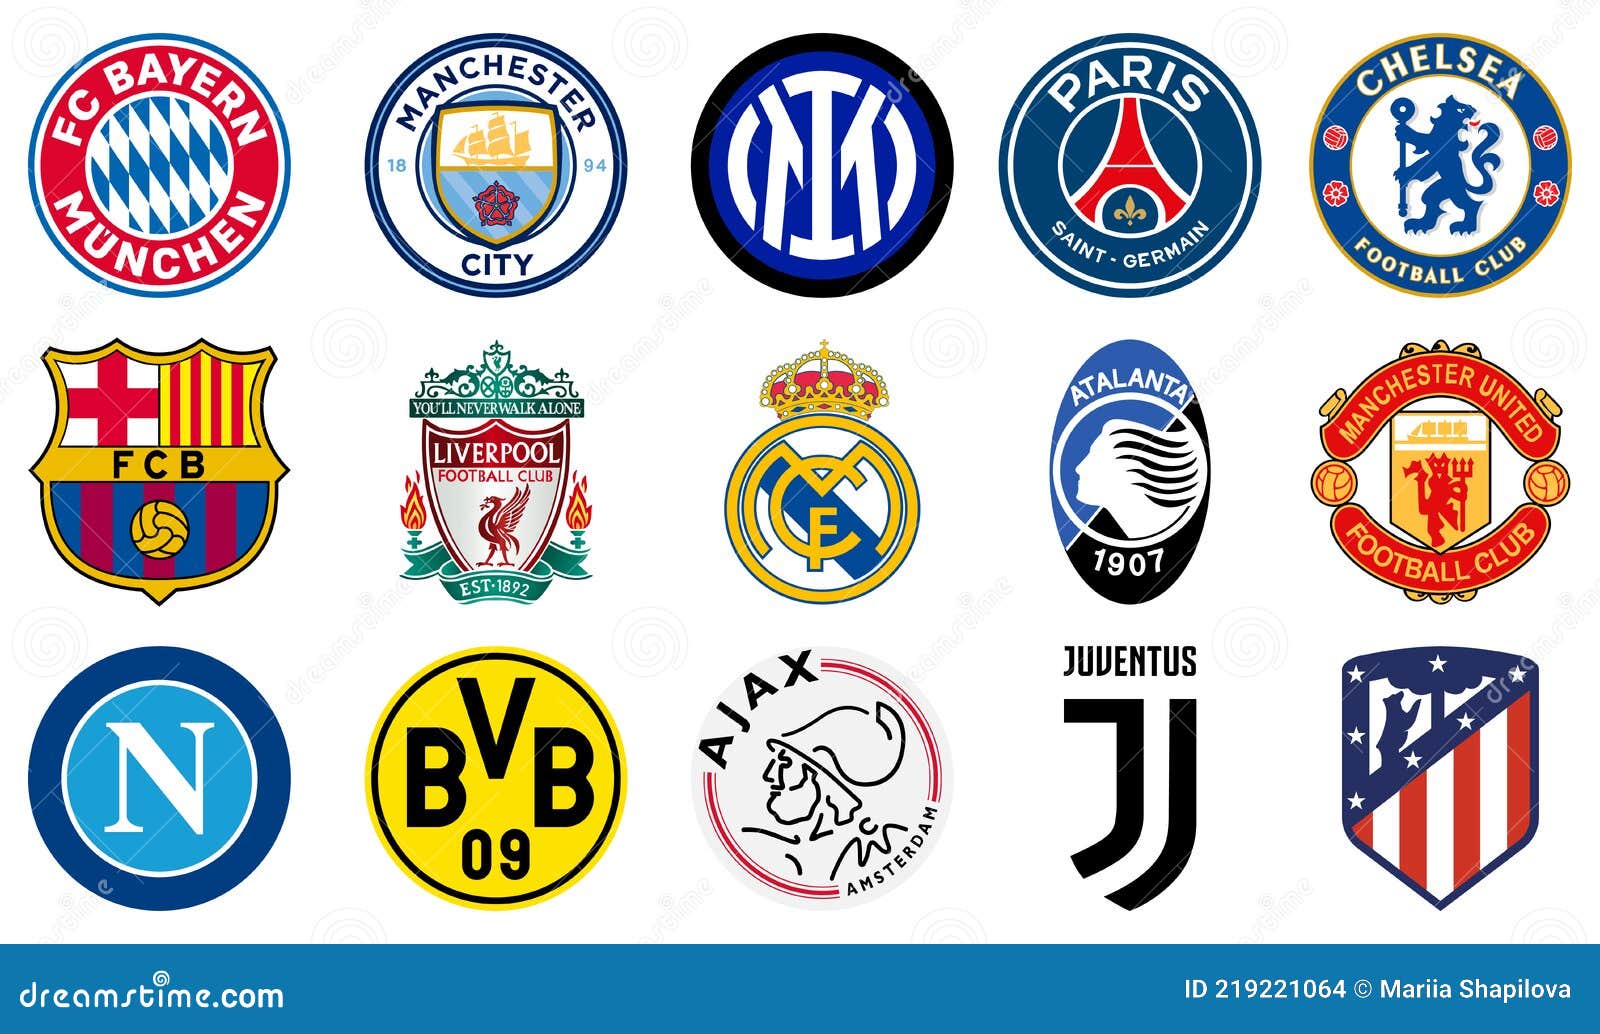 FC BAYERN
MÜNCHEN
MANCHESTER
18 94
CITY
IM
PARIS
SAINT - GERMAIN
CHELSEA
FOOTBALL CLUB
FCB
YOU'LL NEVER WALK ALONE
LIVERPOOL
FOOTBALL CLUB
EST·1892
MCF
ATALANTA
1907
MANCHESTER UNITED
FOOTBALL CLUB
N
BVB
09
AJAX
AMSTERDAM
JUVENTUS
J
dreamstime.com
ID 219221064 © Mariia Shapilova